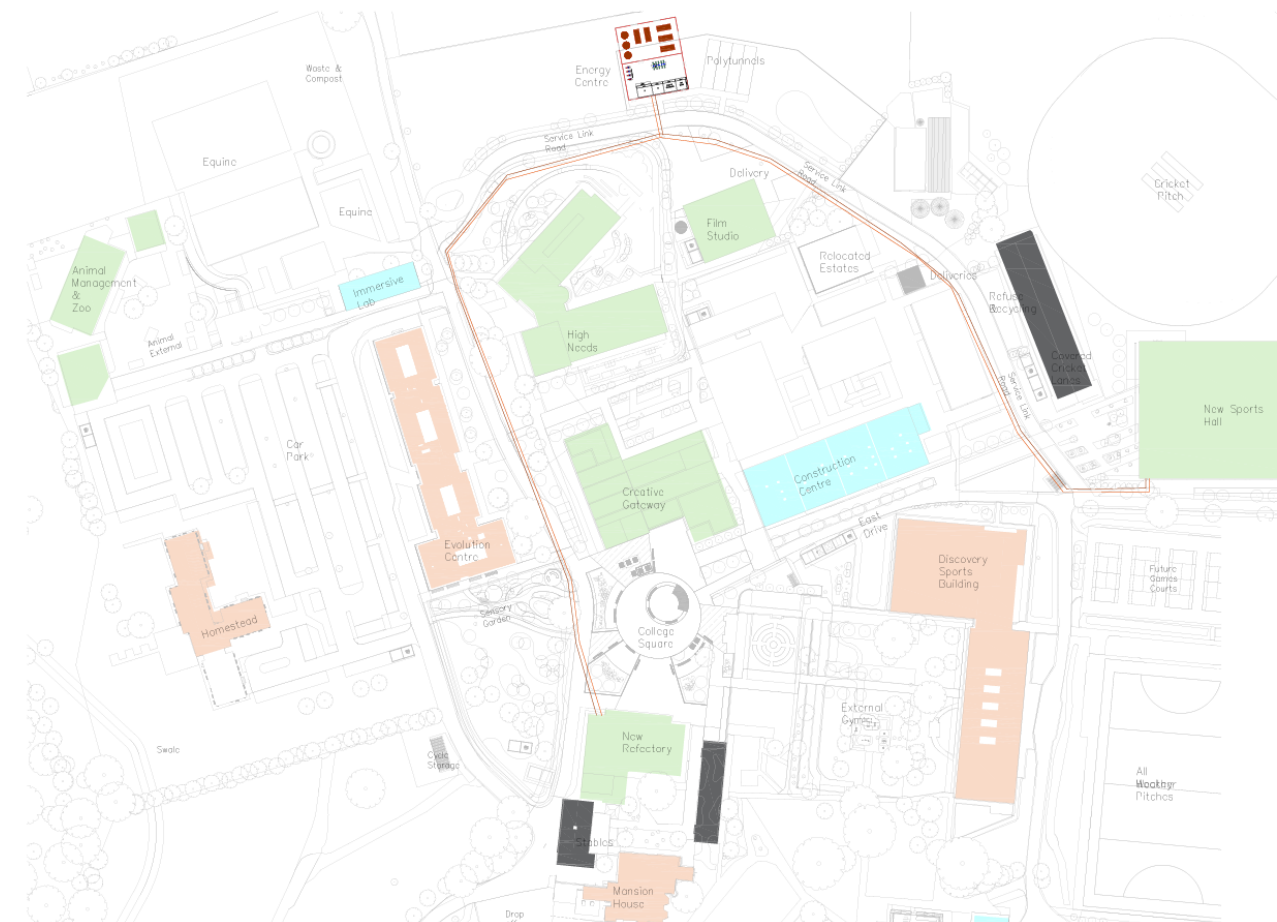 Waste &
Compost
Energy
Centre
Polytunnels
Service Link
Road
Equine
Service Link
Road
Delivery
Cricket
Pitch
Equine
Film
Studio
Relocated
Estates
Animal
Management
& Zoo
Immersive
Lab
Deliveries
Refuse
&
Recycling
Animal
External
High
Needs
Covered
Cricket
Lanes
Service Link
Road
New Sports
Hall
Car
Park
Construction
Centre
Creative
Gateway
East
Drive
Evolution
Centre
Discovery
Sports
Building
Future
Games
Courts
Sensory
Garden
Homestead
College
Square
External
Gym
New
Refectory
Swale
Cycle
Storage
All
Pitches
Stables
Mansion
House
Drop